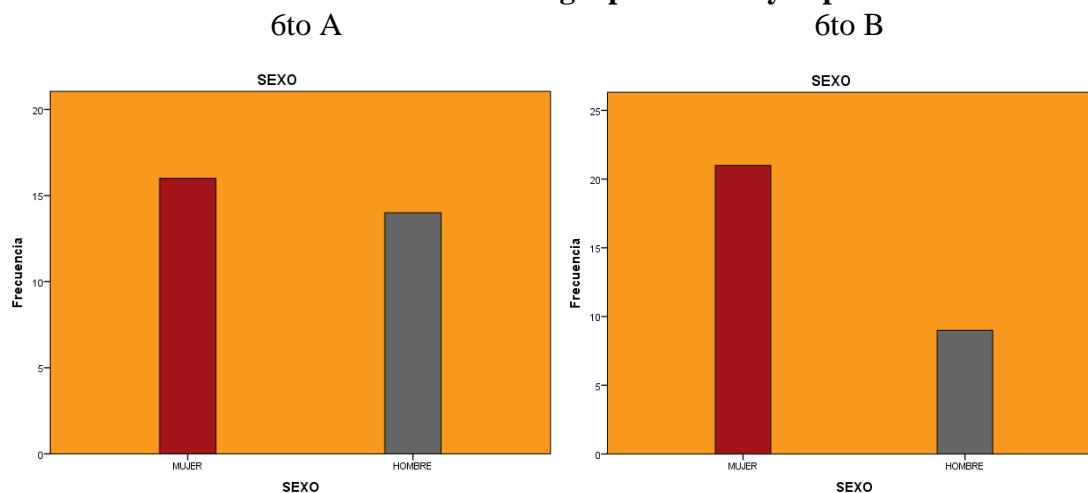 6to A
6to B
SEXO
20
15
10
5
0
Frecuencia
MUJER
HOMBRE
SEXO
SEXO
25
20
15
10
5
0
Frecuencia
MUJER
HOMBRE
SEXO